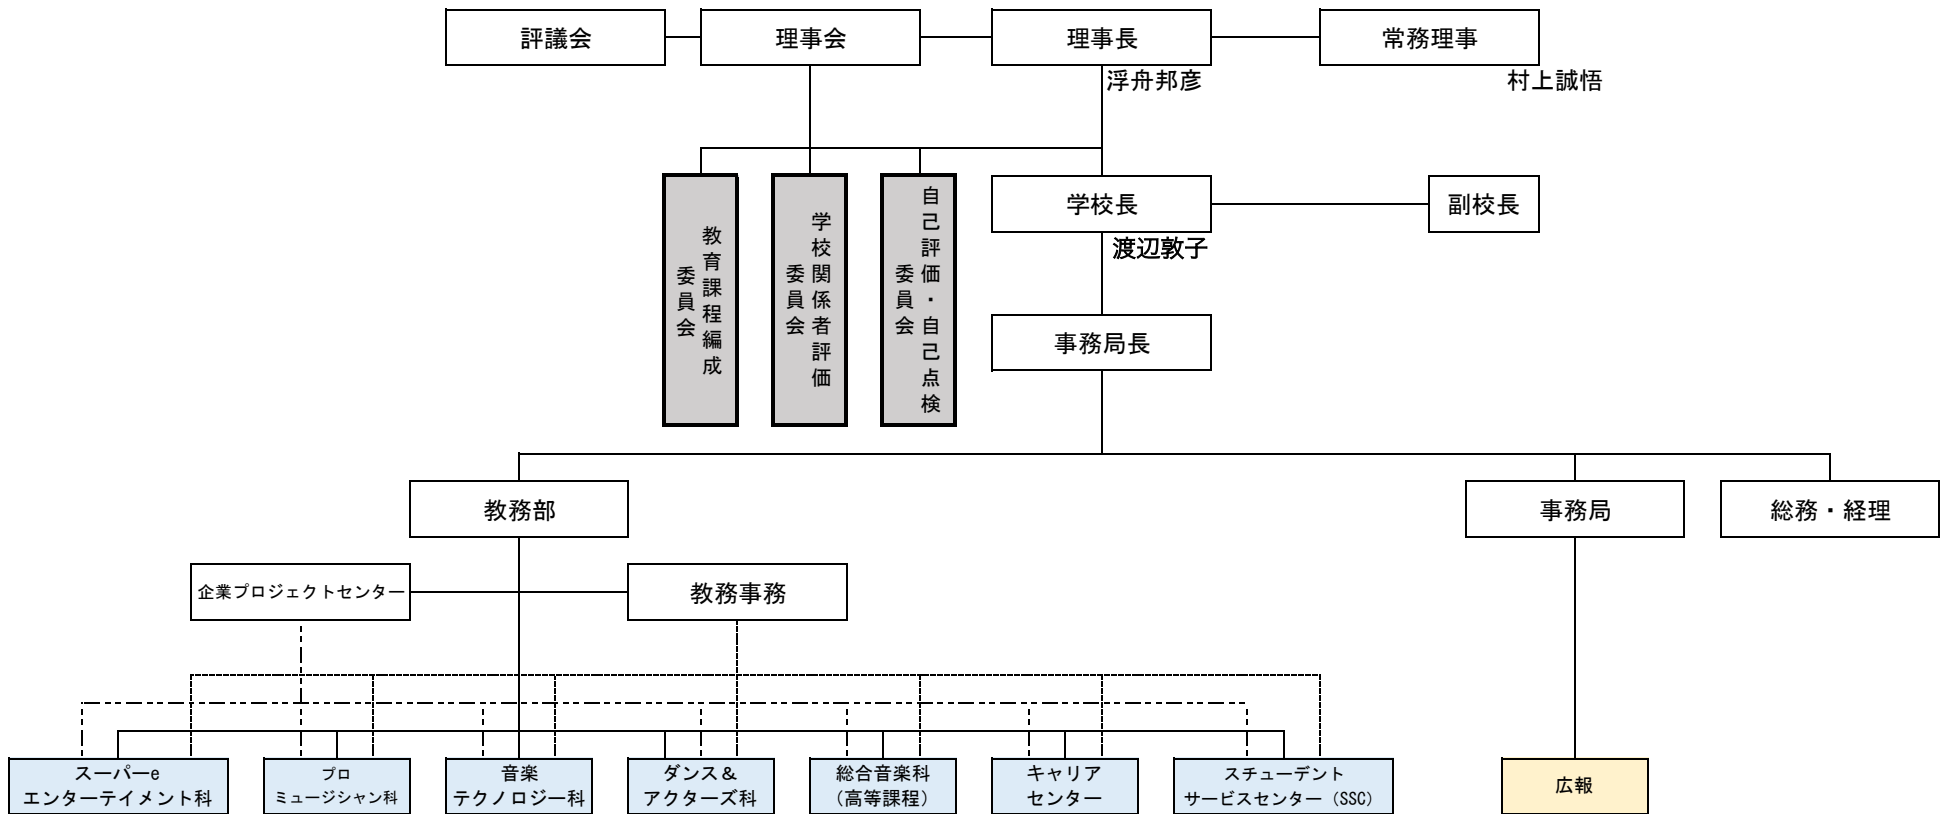 評議会
理事会
理事長
常務理事
浮舟邦彦
村上誠悟
教育課程編成
委員会
学校関係者評価
委員会
自己評価・自己点検
委員会
学校長
副校長
渡辺敦子
事務局長
教務部
事務局
総務・経理
企業プロジェクトセンター
教務事務
スーパーe
エンターテイメント科
プロ
ミュージシャン科
音楽
テクノロジー科
ダンス＆
アクターズ科
総合音楽科
（高等課程）
キャリア
センター
スチューデント
サービスセンター（SSC）
広報